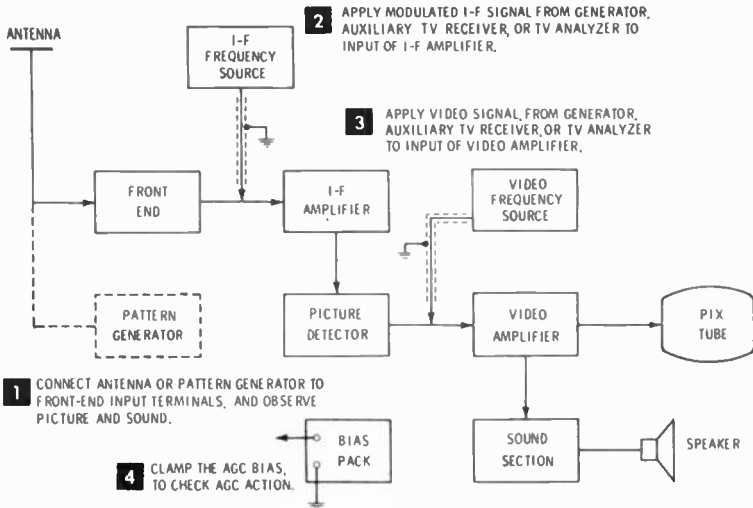 2 APPLY MODULATED I-F SIGNAL FROM GENERATOR,
AUXILIARY TV RECEIVER, OR TV ANALYZER TO
INPUT OF I-F AMPLIFIER.
ANTENNA
I-F
FREQUENCY
SOURCE
3 APPLY VIDEO SIGNAL, FROM GENERATOR,
AUXILIARY TV RECEIVER, OR TV ANALYZER
TO INPUT OF VIDEO AMPLIFIER.
FRONT
END
I-F
AMPLIFIER
VIDEO
FREQUENCY
SOURCE
PATTERN
GENERATOR
PICTURE
DETECTOR
VIDEO
AMPLIFIER
PIX
TUBE
1 CONNECT ANTENNA OR PATTERN GENERATOR TO
FRONT-END INPUT TERMINALS, AND OBSERVE
PICTURE AND SOUND.
BIAS
PACK
SOUND
SECTION
SPEAKER
4 CLAMP THE AGC BIAS,
TO CHECK AGC ACTION.